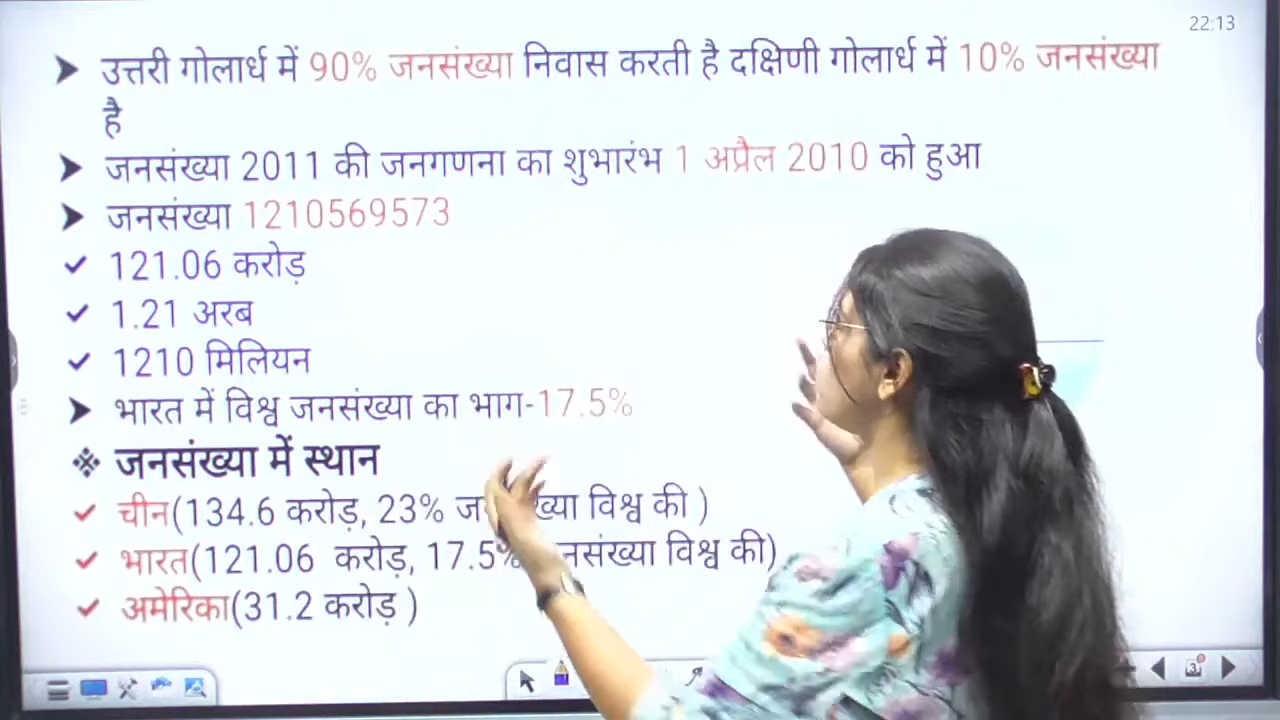 22:13
उत्तरी गोलार्ध में 90% जनसंख्या निवास करती है दक्षिणी गोलार्ध में 10% जनसंख्या
है
जनसंख्या 2011 की जनगणना का शुभारंभ 1 अप्रैल 2010 को हुआ
जनसंख्या 1210569573
121.06 करोड़
1.21 अरब
1210 मिलियन
भारत में विश्व जनसंख्या का भाग-17.5%
जनसंख्या में स्थान
चीन(134.6 करोड़, 23% विश्व की )
भारत(121.06 करोड़, 17.5% विश्व की)
अमेरिका(31.2 करोड़ )
3